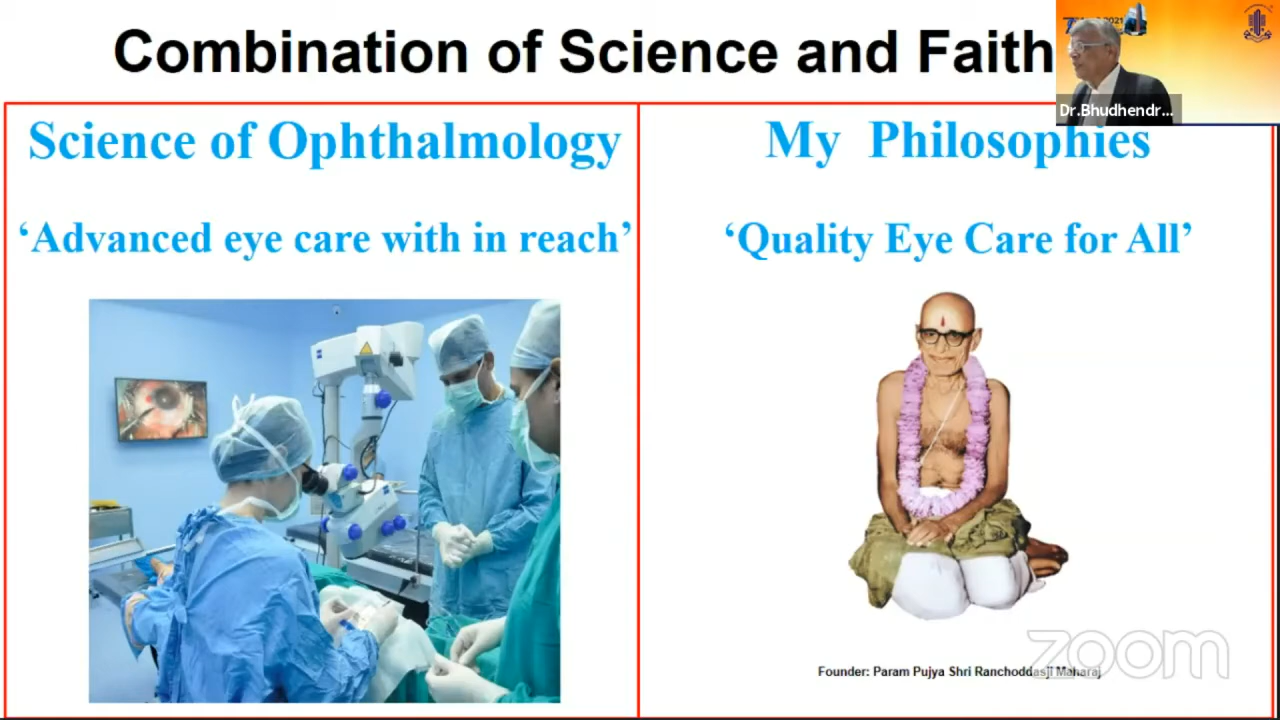 Combination of Science and Faith
2021
Dr.Bhudhendr...
Science of Ophthalmology
My Philosophies
‘Advanced eye care with in reach’
‘Quality Eye Care for All’
zoom
Founder: Param Pujya Shri Ranchoddasji Maharaj